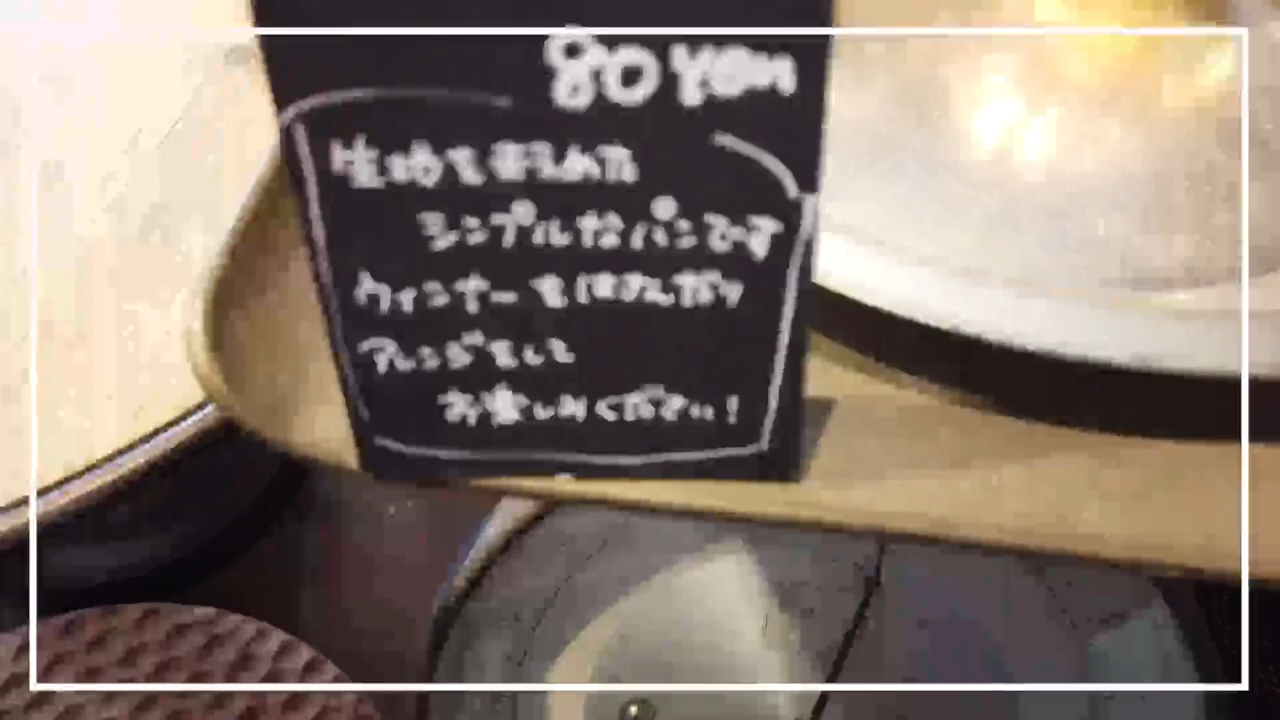 80 yen
生地を
シンプルなパンです
ウィンナーをはさんだり
アレンジをして
お楽しみください!